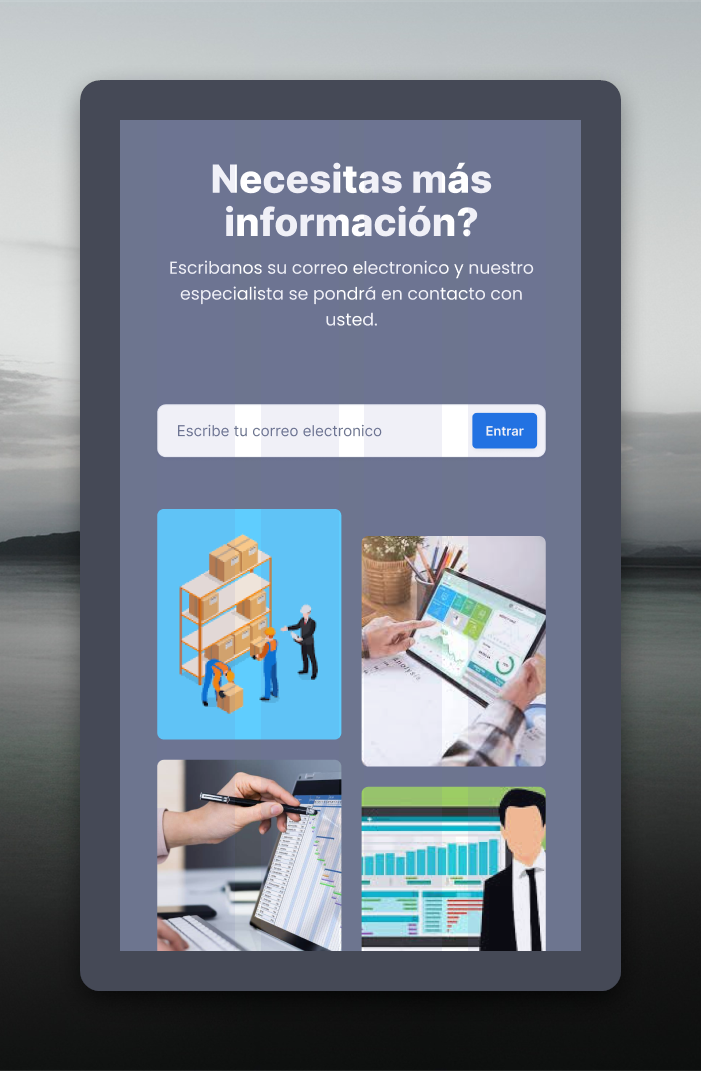 Necesitas más
información?
Escribanos su correo electronico y nuestro
especialista se pondrá en contacto con
usted.
Escribe tu correo electronico
Entrar
Analysis